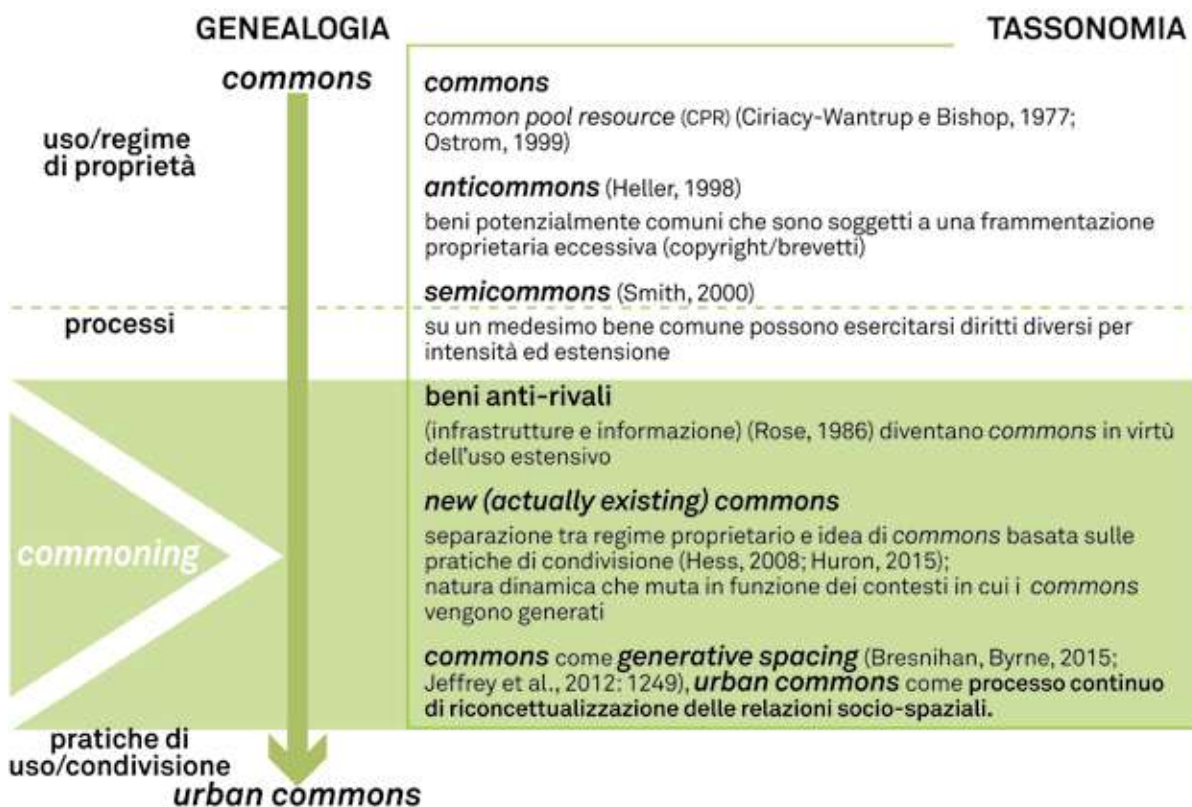 GENEALOGIA
TASSONOMIA
commons
uso/regime
di proprietà
commons
common pool resource (CPR) (Ciriacy-Wantrup e Bishop, 1977;
Ostrom, 1999)
anticommons (Heller, 1998)
beni potenzialmente comuni che sono soggetti a una frammentazione
proprietaria eccessiva (copyright/brevetti)
semicommons (Smith, 2000)
processi
su un medesimo bene comune possono esercitarsi diritti diversi per
intensità ed estensione
beni anti-rivali
(infrastrutture e informazione) (Rose, 1986) diventano commons in virtù
dell'uso estensivo
new (actually existing) commons
separazione tra regime proprietario e idea di commons basata sulle
pratiche di condivisione (Hess, 2008; Huron, 2015);
natura dinamica che muta in funzione dei contesti in cui i commons
vengono generati
commoning
commons come generative spacing (Bresnihan, Byrne, 2015;
Jeffrey et al., 2012: 1249), urban commons come processo continuo
di riconcettualizzazione delle relazioni socio-spaziali.
pratiche di
uso/condivisione
urban commons